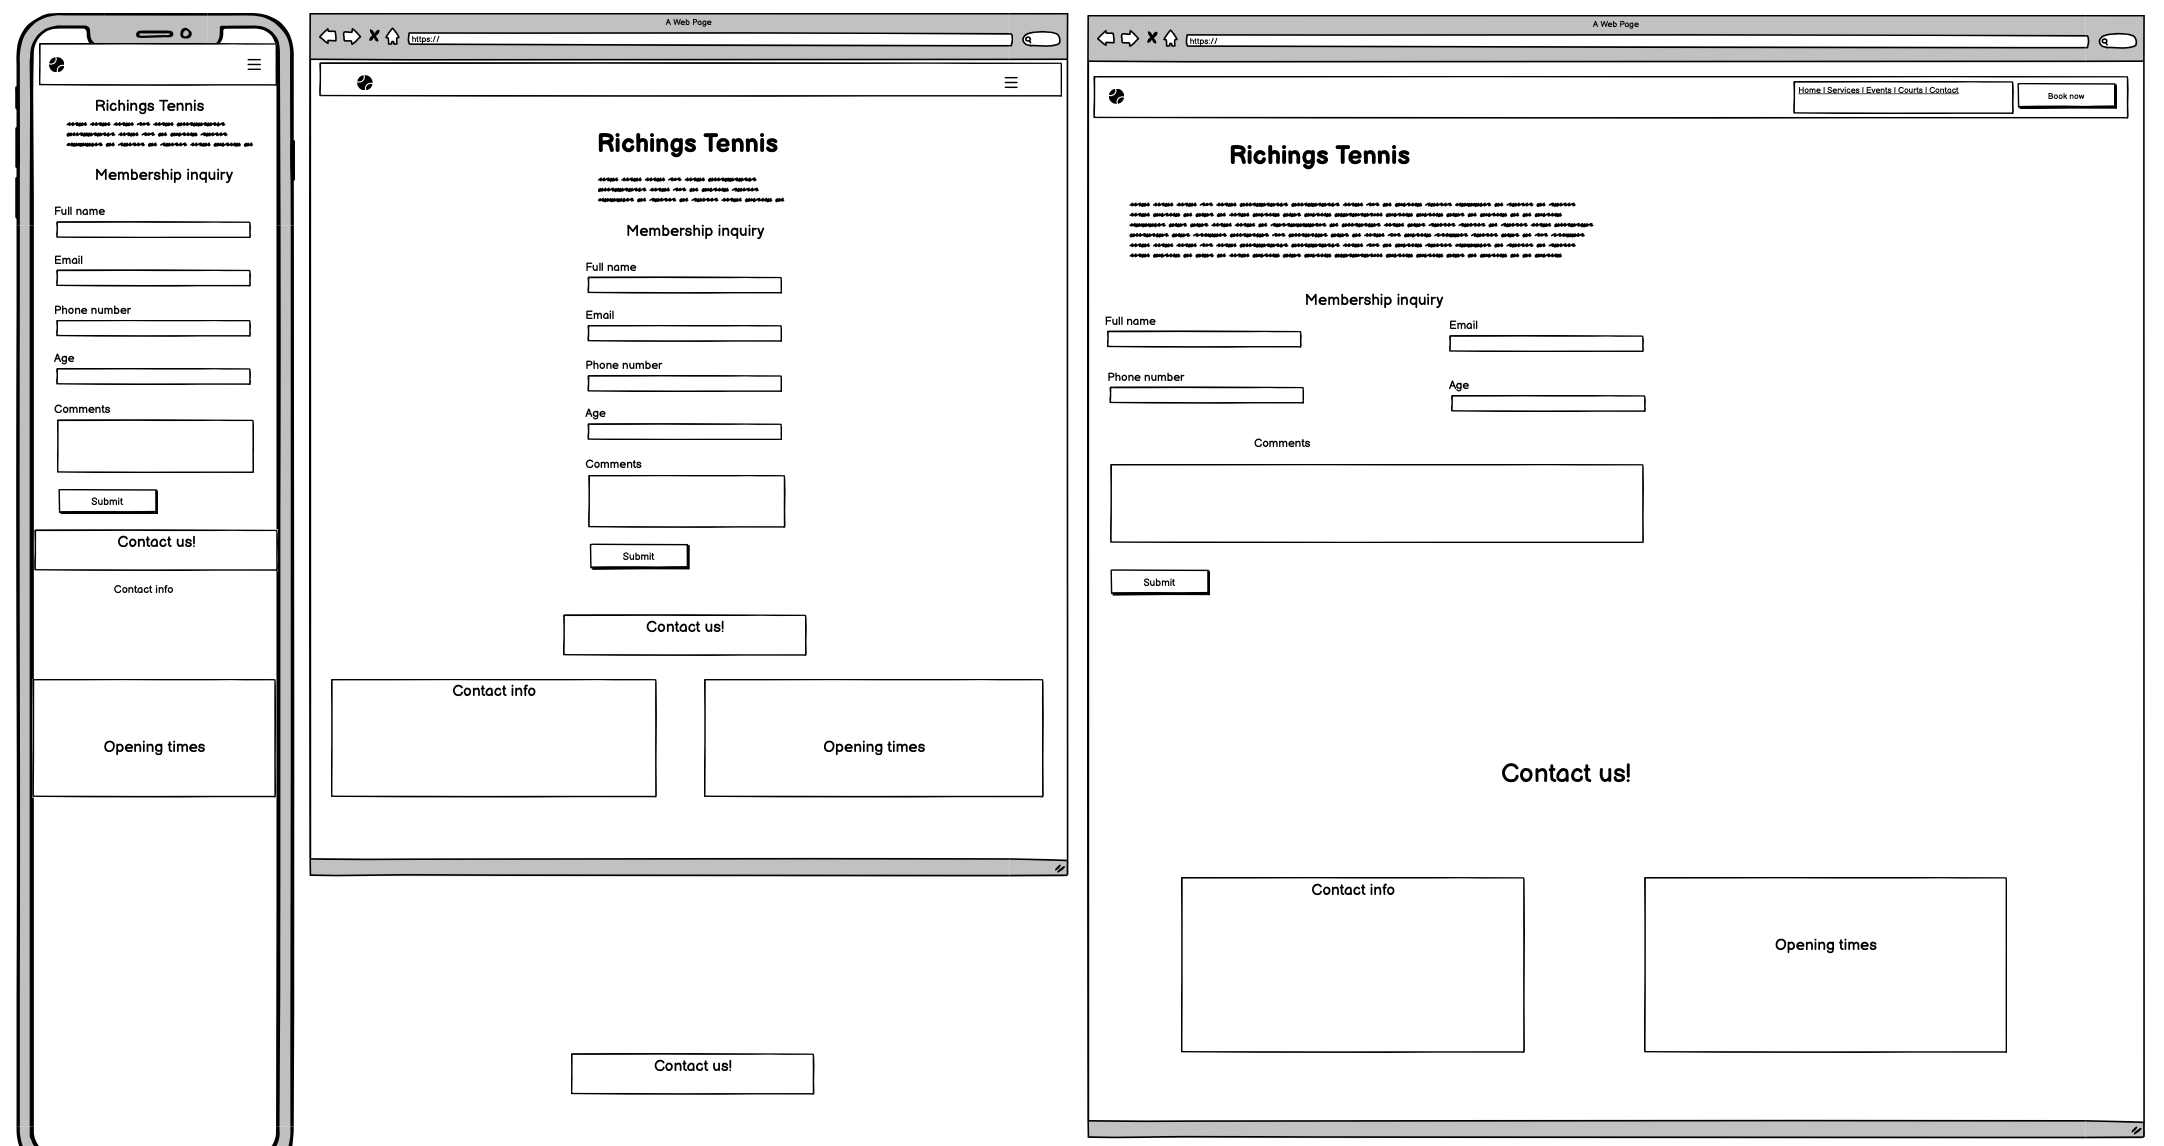 Richings Tennis
Membership inquiry
Full name
Email
Phone number
Age
Comments
Submit
Contact us!
Contact info
Opening times
A Web Page
https://
Richings Tennis
Membership inquiry
Full name
Email
Phone number
Age
Comments
Submit
Contact us!
Contact info
Opening times
Contact us!
A Web Page
https://
Home | Services | Events | Courts | Contact
Book now
Richings Tennis
Membership inquiry
Full name
Email
Phone number
Age
Comments
Submit
Contact us!
Contact info
Opening times